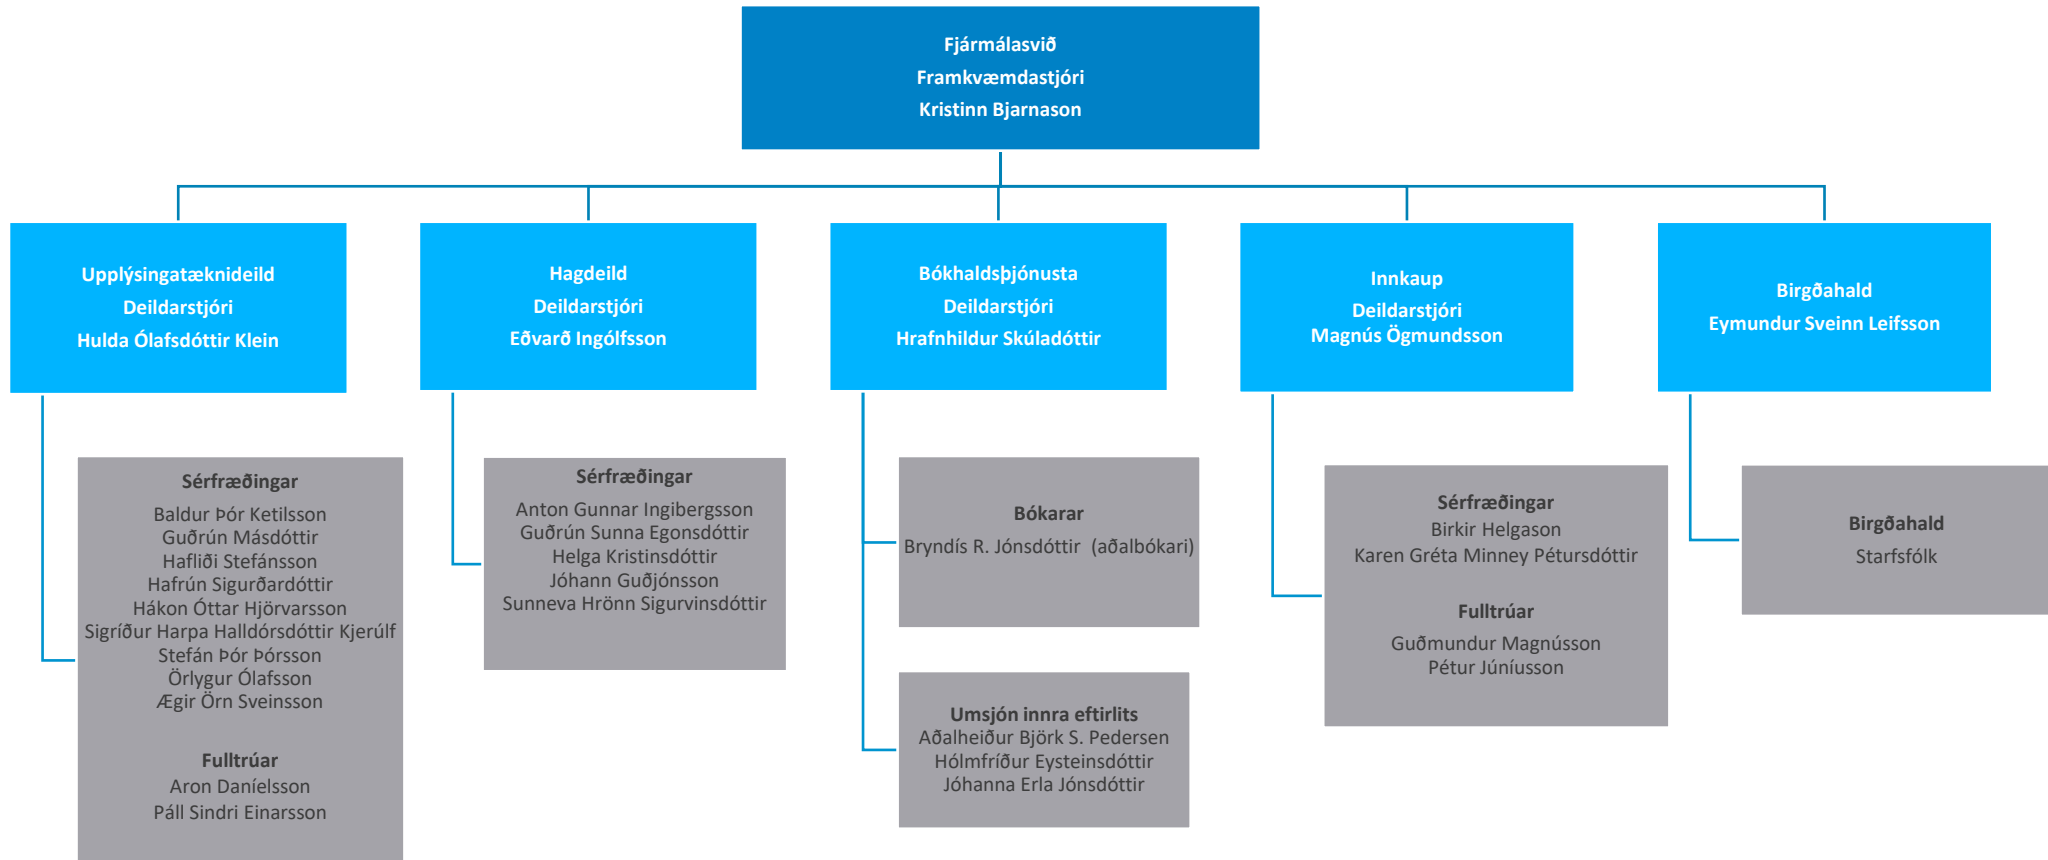 Fjármálasvið
Framkvæmdastjóri
Kristinn Bjarnason
Upplýsingatæknideild
Deildarstjóri
Hulda Ólafsdóttir Klein
Hagdeild
Deildarstjóri
Eðvarð Ingólfsson
Bókhaldsþjónusta
Deildarstjóri
Hrafnhildur Skúladóttir
Innkaup
Deildarstjóri
Magnús Ögmundsson
Birgðahald
Eymundur Sveinn Leifsson
Sérfræðingar
Baldur Þór Ketilsson
Guðrún Másdóttir
Hafliði Stefánsson
Hafrún Sigurðardóttir
Hákon Óttar Hjörvarsson
Sigríður Harpa Halldórsdóttir Kjerúlf
Stefán Þór Þórsson
Örlygur Ólafsson
Ægir Örn Sveinsson
Fulltrúar
Aron Daníelsson
Páll Sindri Einarsson
Sérfræðingar
Anton Gunnar Ingibergsson
Guðrún Sunna Egonsdóttir
Helga Kristinsdóttir
Jóhann Guðjónsson
Sunneva Hrönn Sigurvinsdóttir
Bókarar
Bryndís R. Jónsdóttir (aðalbókari)
Umsjón innra eftirlits
Aðalheiður Björk S. Pedersen
Hólmfríður Eysteinsdóttir
Jóhanna Erla Jónsdóttir
Sérfræðingar
Birkir Helgason
Karen Gréta Minney Pétursdóttir
Fulltrúar
Guðmundur Magnússon
Pétur Júníusson
Birgðahald
Starfsfólk